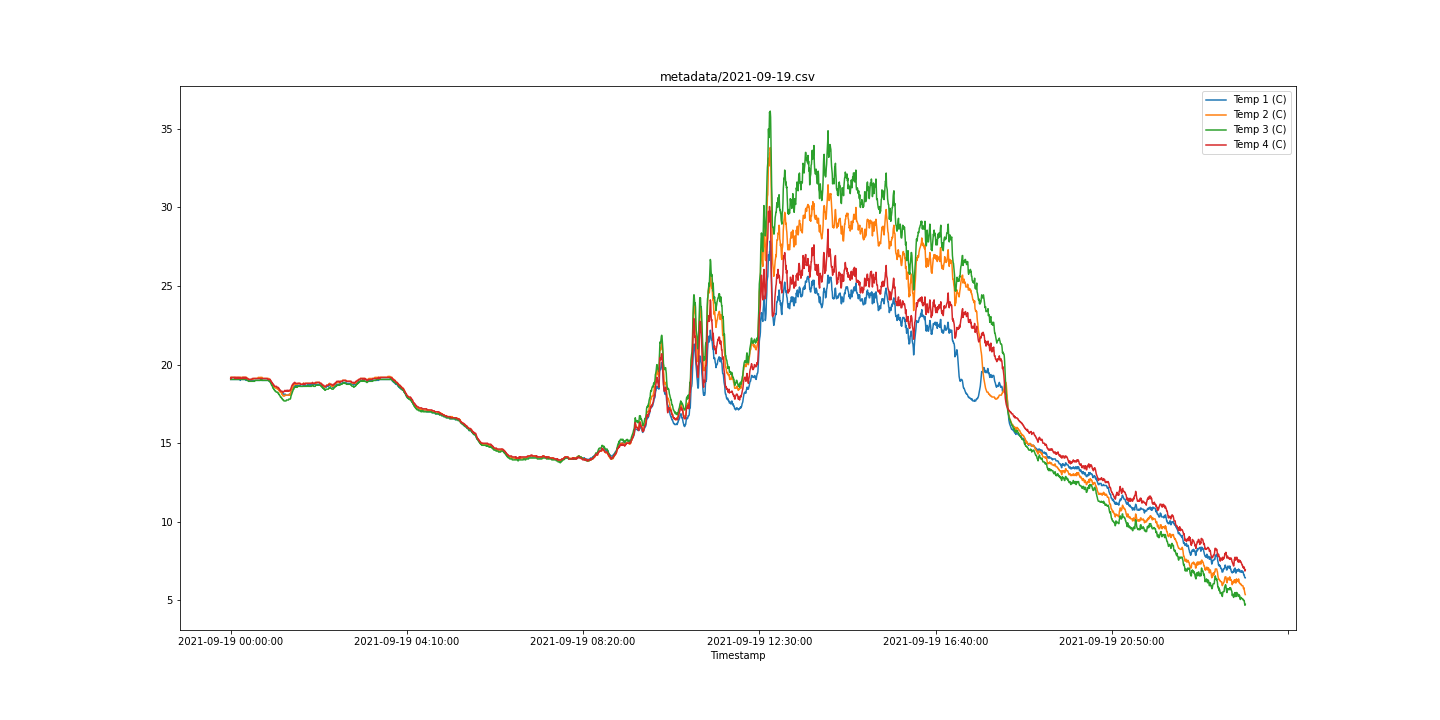 metadata/2021-09-19.csv
Temp 1 (C)
Temp 2 (C)
Temp 3 (C)
Temp 4 (C)
35
30
25
20
15
10
5
2021-09-19 00:00:00
2021-09-19 04:10:00
2021-09-19 08:20:00
2021-09-19 12:30:00
2021-09-19 16:40:00
2021-09-19 20:50:00
Timestamp